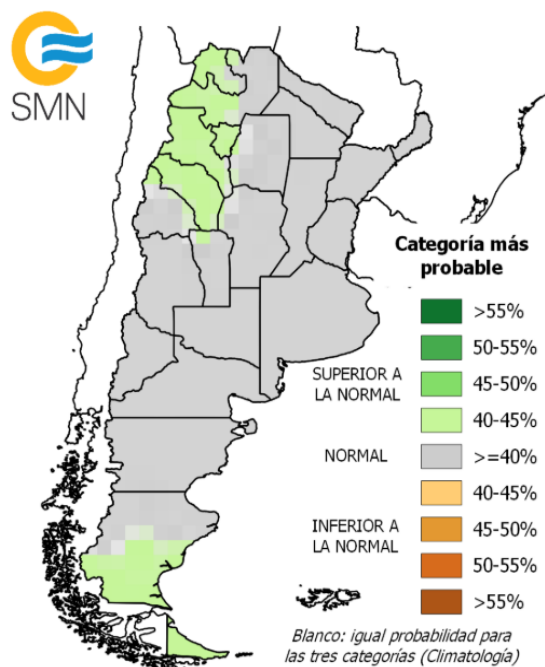 SMN
Categoría más
probable
>55%
50-55%
45-50%
SUPERIOR A
LA NORMAL
40-45%
NORMAL
>=40%
40-45%
INFERIOR A
LA NORMAL
45-50%
50-55%
>55%
Blanco: igual probabilidad para
las tres categorías (Climatología)